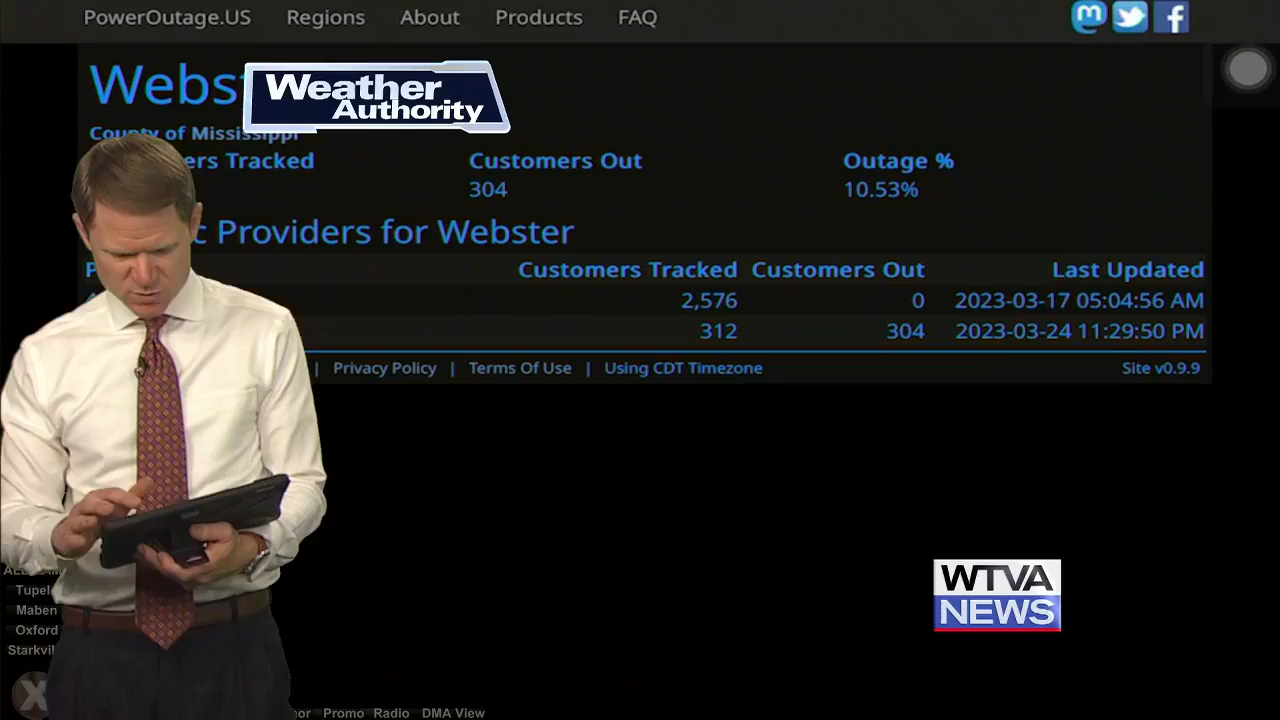 PowerOutage.US Regions About Products FAQ
Webst
Weather
Authority
County of Mississippi
ers Tracked Customers Out Outage %
304 10.53%
c Providers for Webster
P Customers Tracked Customers Out Last Updated
2,576 0 2023-03-17 05:04:56 AM
312 304 2023-03-24 11:29:50 PM
| Privacy Policy | Terms Of Use | Using CDT Timezone Site v0.9.9
WTVA
NEWS
Tupel
Maben
Oxford
Starkvil
X
Promo Radio DMA View